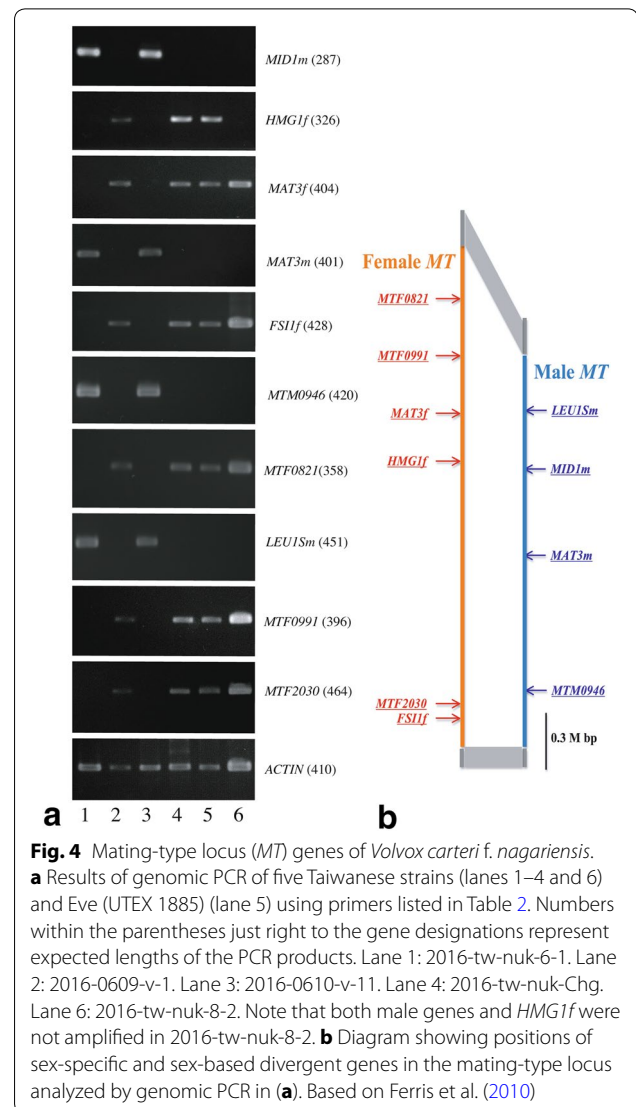 MID1m (287)
HMG1f (326)
MAT3f (404)
MAT3m (401)
FSI1f (428)
MTM0946 (420)
MTF0821(358)
LEU1Sm (451)
MTF0991 (396)
MTF2030 (464)
ACTIN (410)
a 1 2 3 4 5 6
Female MT
MTF0821
MTF0991
MAT3f
HMG1f
MTF2030
FSI1f
Male MT
LEU1Sm
MID1m
MAT3m
MTM0946
0.3 M bp
b
Fig. 4 Mating-type locus (MT) genes of Volvox carteri f. nagariensis.
a Results of genomic PCR of five Taiwanese strains (lanes 1–4 and 6)
and Eve (UTEX 1885) (lane 5) using primers listed in Table 2. Numbers
within the parentheses just right to the gene designations represent
expected lengths of the PCR products. Lane 1: 2016-tw-nuk-6-1. Lane
2: 2016-0609-v-1. Lane 3: 2016-0610-v-11. Lane 4: 2016-tw-nuk-Chg.
Lane 6: 2016-tw-nuk-8-2. Note that both male genes and HMG1f were
not amplified in 2016-tw-nuk-8-2. b Diagram showing positions of
sex-specific and sex-based divergent genes in the mating-type locus
analyzed by genomic PCR in (a). Based on Ferris et al. (2010)